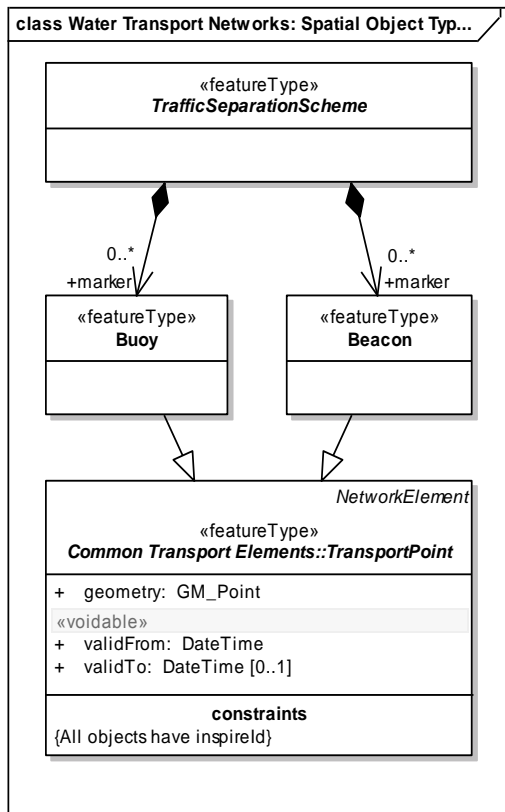 class Water Transport Networks: Spatial Object Typ...
«featureType»
TrafficSeparationScheme
0..*
+marker
0..*
+marker
«featureType»
Buoy
«featureType»
Beacon
NetworkElement
«featureType»
Common Transport Elements::TransportPoint
+ geometry: GM_Point
«voidable»
+ validFrom: DateTime
+ validTo: DateTime [0..1]
constraints
{All objects have inspireId}